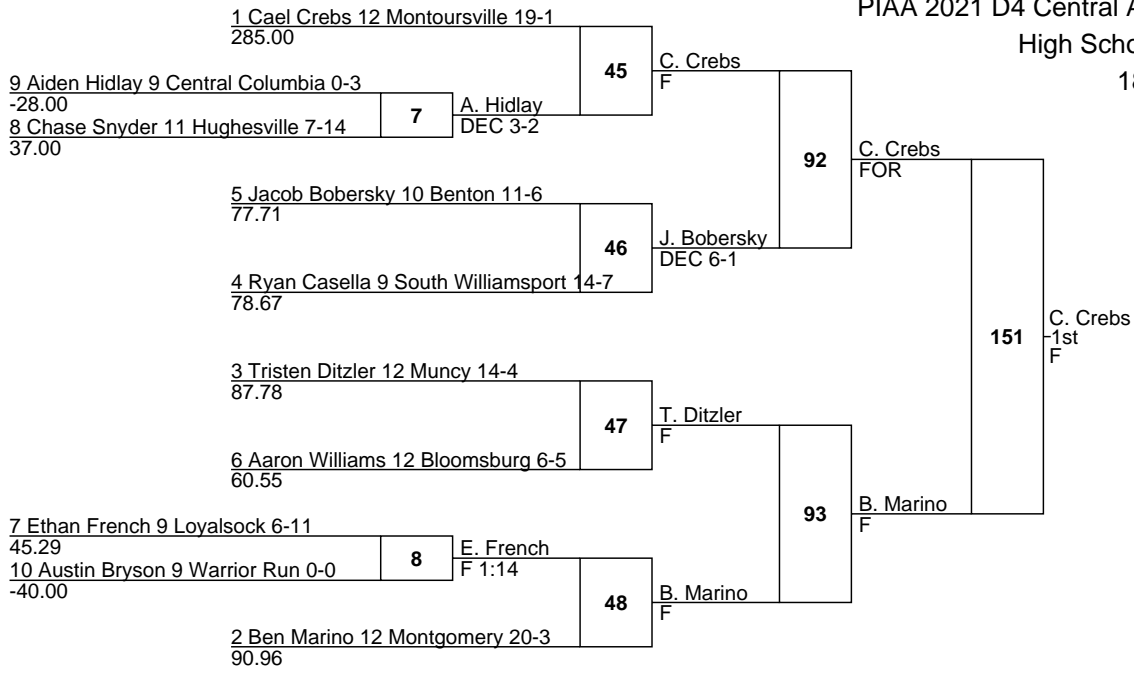 PIAA 2021 D4 Central
High
1 Cael Crebs 12 Montoursville 19-1
285.00
9 Aiden Hidlay 9 Central Columbia 0-3
-28.00
8 Chase Snyder 11 Hughesville 7-14
37.00
7
A. Hidlay
DEC 3-2
45
C. Crebs
F
5 Jacob Bobersky 10 Benton 11-6
77.71
4 Ryan Casella 9 South Williamsport 14-7
78.67
46
J. Bobersky
DEC 6-1
92
C. Crebs
FOR
3 Tristen Ditzler 12 Muncy 14-4
87.78
6 Aaron Williams 12 Bloomsburg 6-5
60.55
47
T. Ditzler
F
7 Ethan French 9 Loyalsock 6-11
45.29
10 Austin Bryson 9 Warrior Run 0-0
-40.00
8
E. French
F 1:14
2 Ben Marino 12 Montgomery 20-3
90.96
48
B. Marino
F
93
B. Marino
F
151
C. Crebs
1st
F